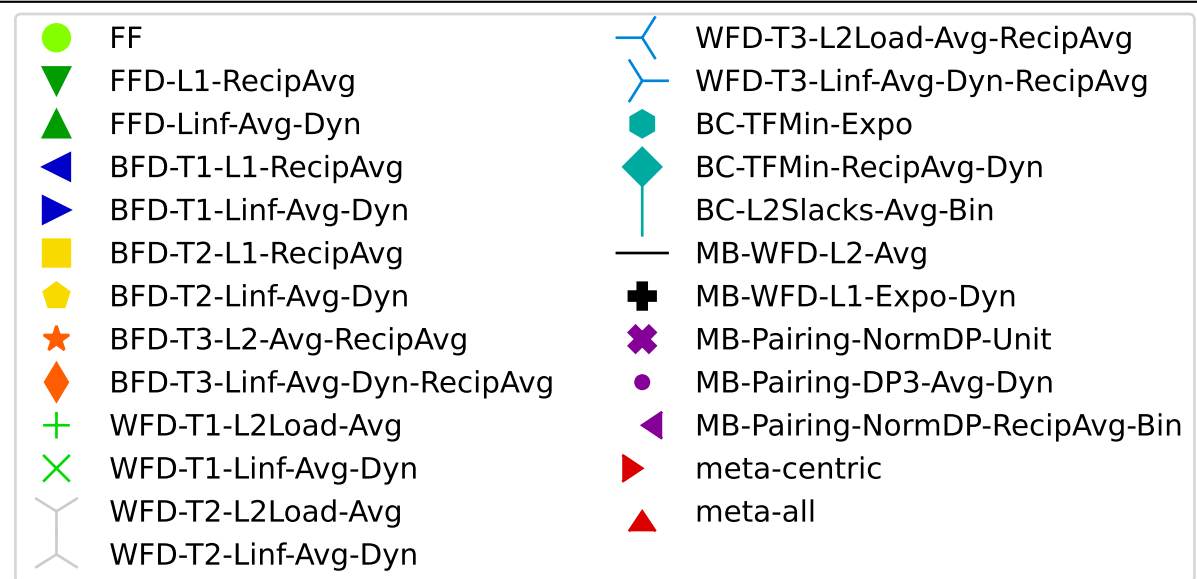 FF
FFD-L1-RecipAvg
FFD-Linf-Avg-Dyn
BFD-T1-L1-RecipAvg
BFD-T1-Linf-Avg-Dyn
BFD-T2-L1-RecipAvg
BFD-T2-Linf-Avg-Dyn
BFD-T3-L2-Avg-RecipAvg
BFD-T3-Linf-Avg-Dyn-RecipAvg
WFD-T1-L2Load-Avg
WFD-T1-Linf-Avg-Dyn
WFD-T2-L2Load-Avg
WFD-T2-Linf-Avg-Dyn
WFD-T3-L2Load-Avg-RecipAvg
WFD-T3-Linf-Avg-Dyn-RecipAvg
BC-TFMin-Expo
BC-TFMin-RecipAvg-Dyn
BC-L2Slacks-Avg-Bin
MB-WFD-L2-Avg
MB-WFD-L1-Expo-Dyn
MB-Pairing-NormDP-Unit
MB-Pairing-DP3-Avg-Dyn
MB-Pairing-NormDP-RecipAvg-Bin
meta-centric
meta-all